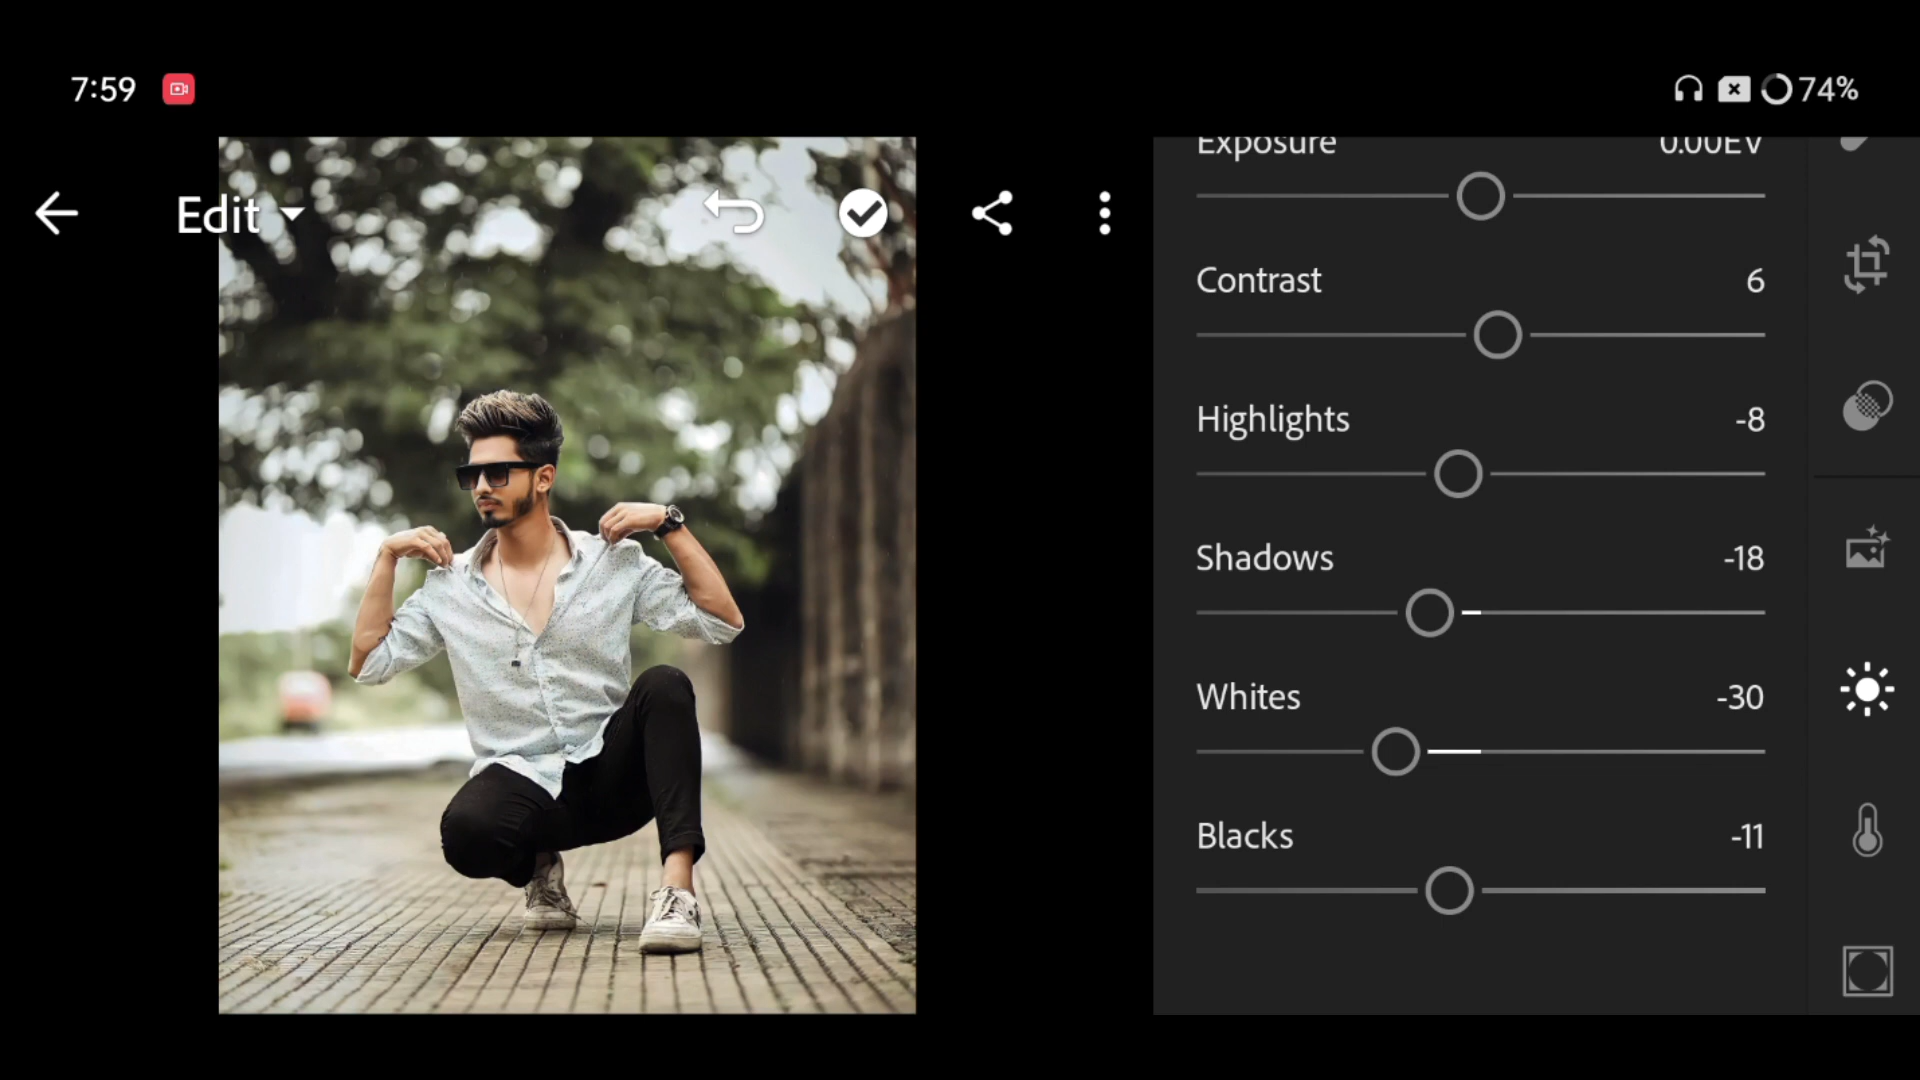 7:59
74%
Edit
Exposure 0.00EV
Contrast 6
Highlights -8
Shadows -18
Whites -30
Blacks -11